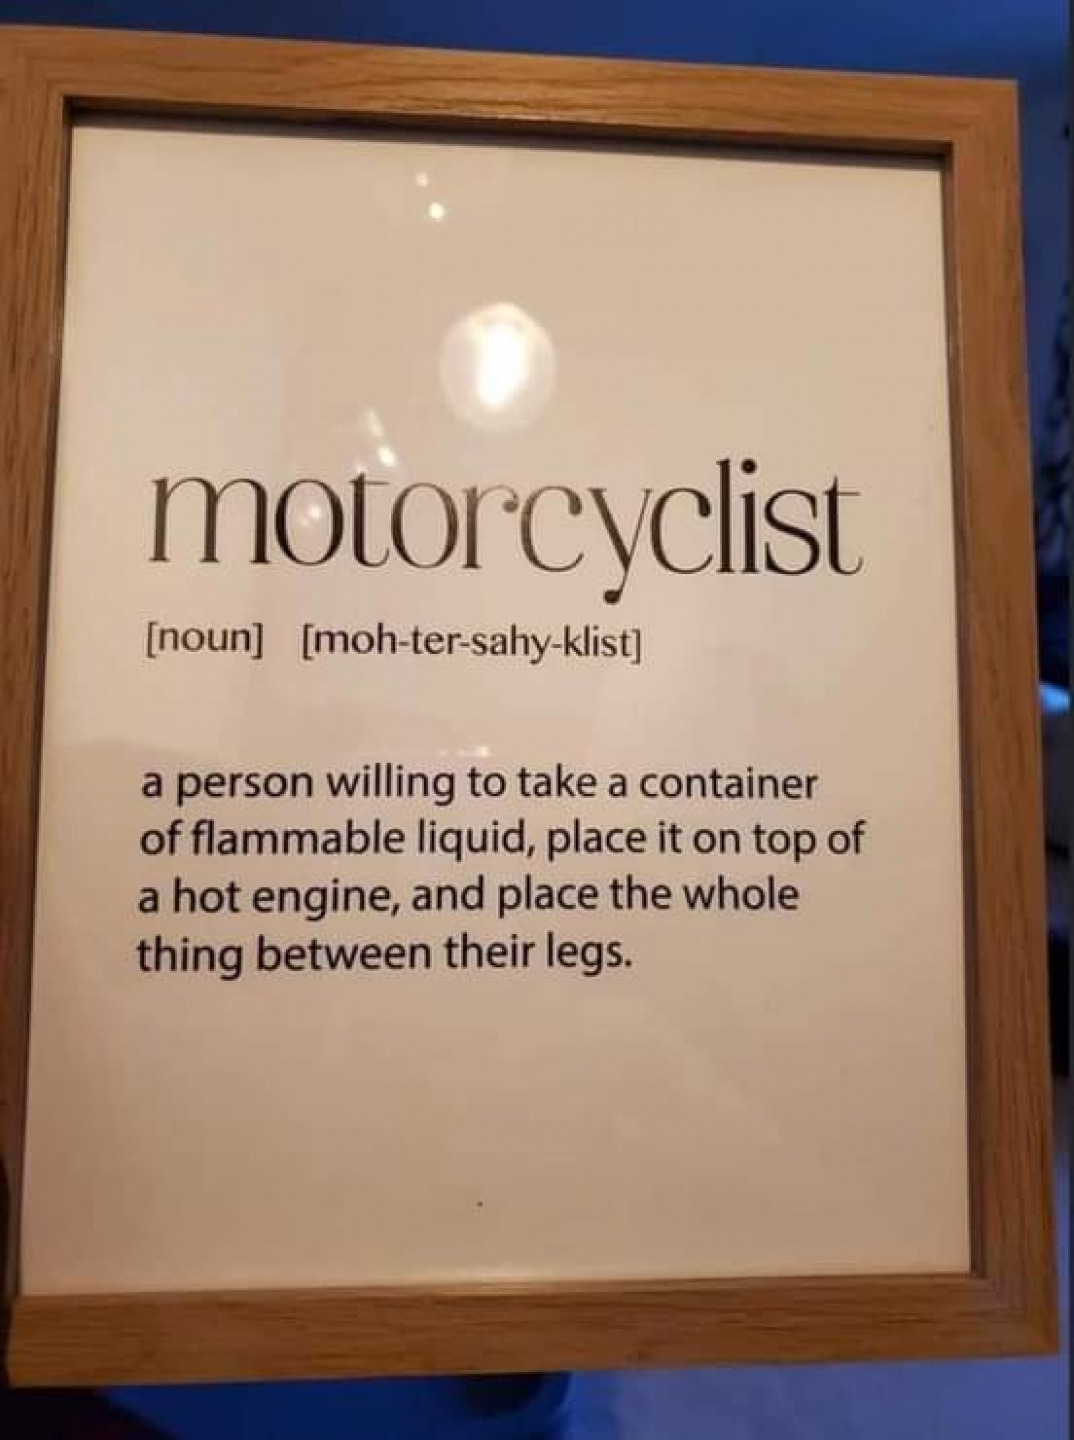 motorcyclist
[noun] [moh-ter-sahy-klist]
a person willing to take a container
of flammable liquid, place it on top of
a hot engine, and place the whole
thing between their legs.